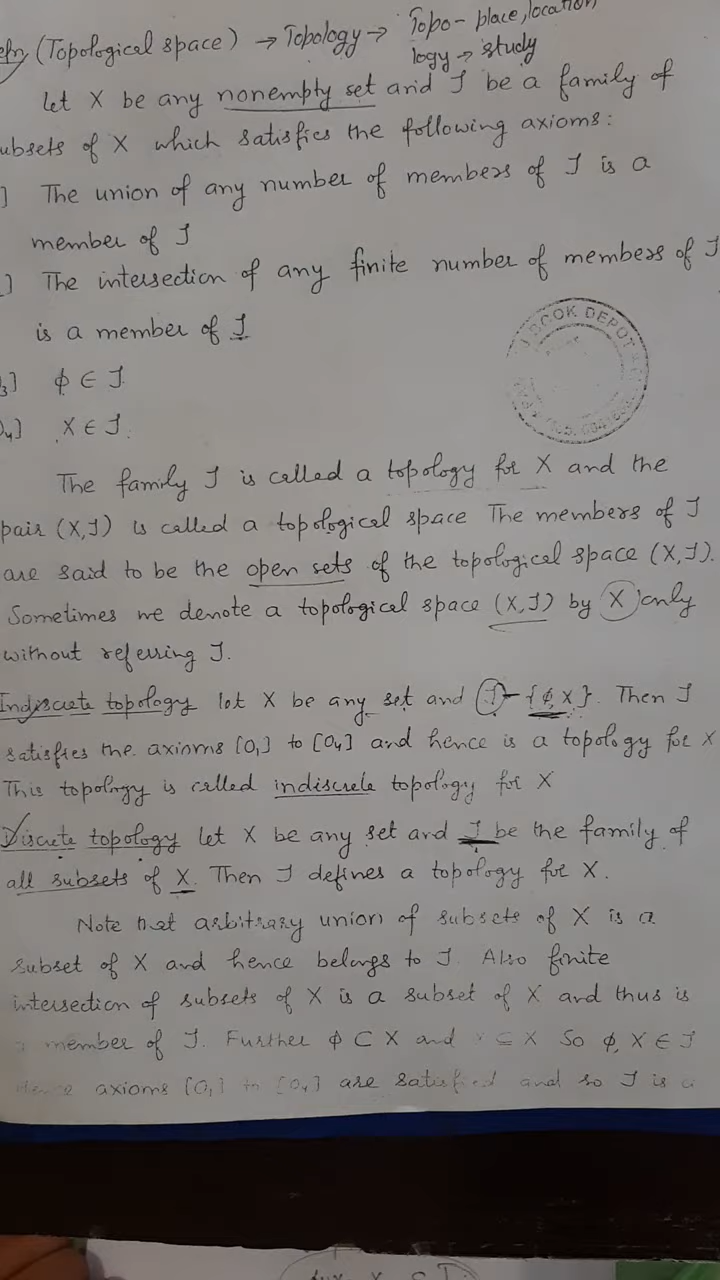 efn, (Topological space) → Topology → Topo - place, location
logy → study
Let X be any nonempty set and J be a family of
ubsets of X which satisfies the following axioms:
] The union of any number of members of J is a
member of J
] The intersection of any finite number of members of J
is a member of J
3] ϕ ∈ J
O4] X ∈ J.
The family J is called a topology for X and the
pair (X,J) is called a topological space The members of J
are said to be the open sets of the topological space (X,J).
Sometimes we denote a topological space (X,J) by X only
without referring J.
Indiscrete topology let X be any set and J = {ϕ, X}. Then J
satisfies the axioms [O1] to [O4] and hence is a topology for X
This topology is called indiscrete topology for X
Discrete topology let X be any set and J be the family of
all subsets of X. Then J defines a topology for X.
Note that arbitrary union of subsets of X is a
subset of X and hence belongs to J. Also finite
intersection of subsets of X is a subset of X and thus is
member of J. Further ϕ ⊂ X and X ⊆ X So ϕ, X ∈ J
Hence axioms [O1] to [O4] are satisfied and so J is a
BOOK DEPOT